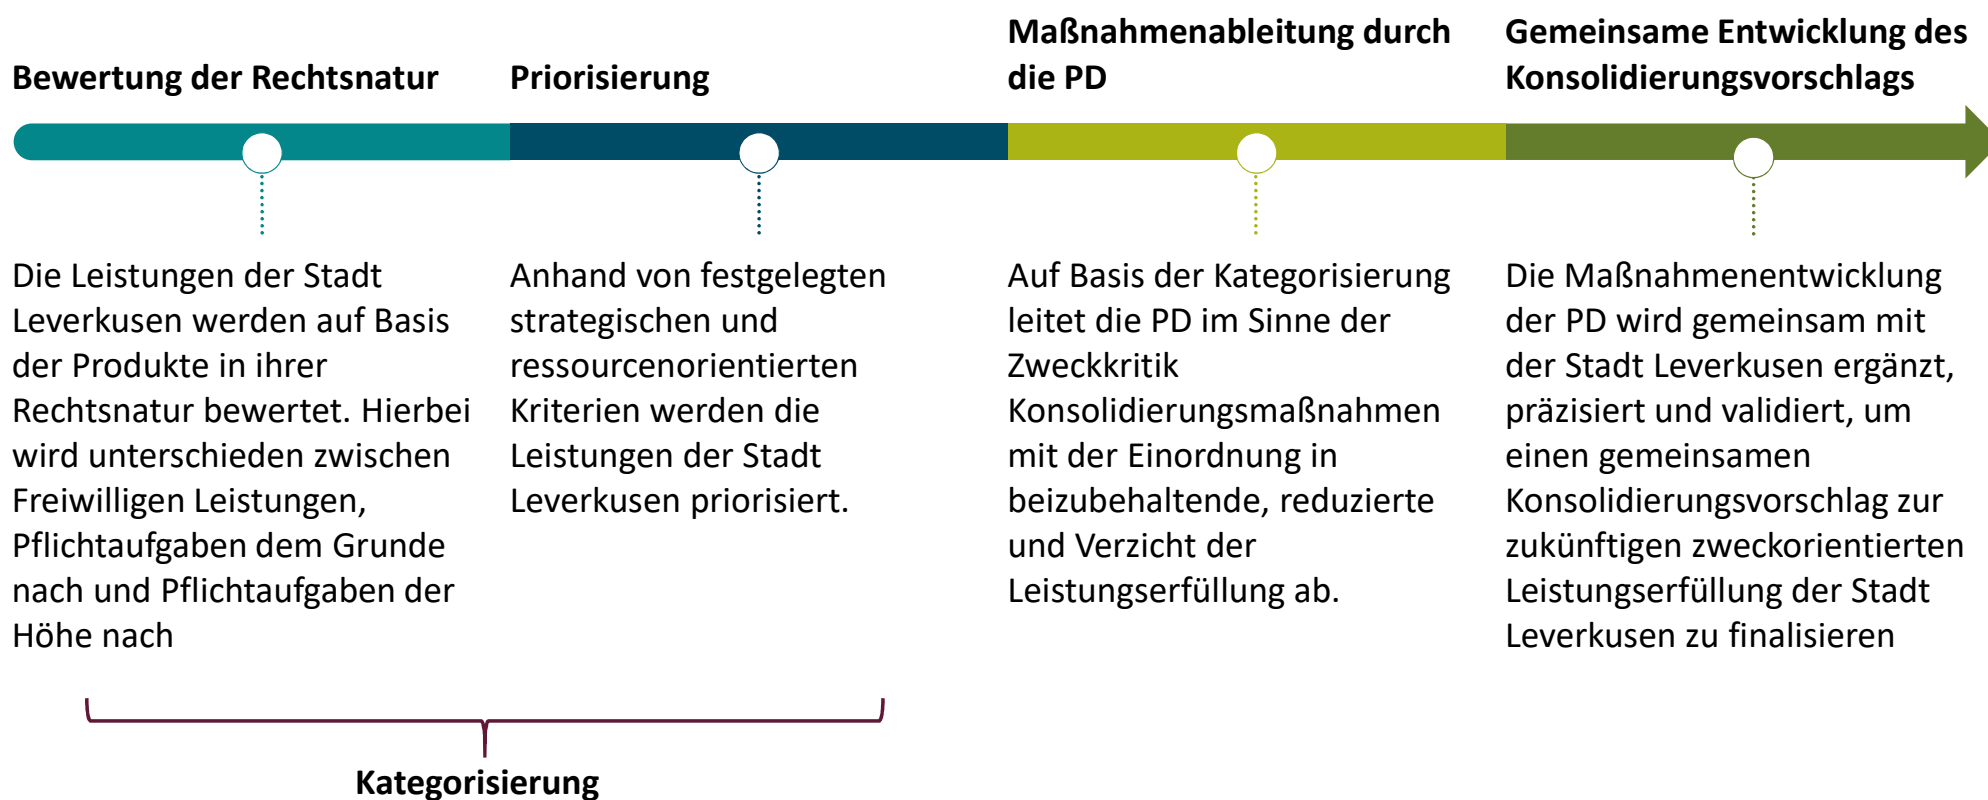 Bewertung der Rechtsnatur
Die Leistungen der Stadt
Leverkusen werden auf Basis
der Produkte in ihrer
Rechtsnatur bewertet. Hierbei
wird unterschieden zwischen
Freiwilligen Leistungen,
Pflichtaufgaben dem Grunde
nach und Pflichtaufgaben der
Höhe nach
Priorisierung
Anhand von festgelegten
strategischen und
ressourcenorientierten
Kriterien werden die
Leistungen der Stadt
Leverkusen priorisiert.
Kategorisierung
Maßnahmenableitung durch
die PD
Auf Basis der Kategorisierung
leitet die PD im Sinne der
Zweckkritik
Konsolidierungsmaßnahmen
mit der Einordnung in
beizubehaltende, reduzierte
und Verzicht der
Leistungserfüllung ab.
Gemeinsame Entwicklung des
Konsolidierungsvorschlags
Die Maßnahmenentwicklung
der PD wird gemeinsam mit
der Stadt Leverkusen ergänzt,
präzisiert und validiert, um
einen gemeinsamen
Konsolidierungsvorschlag zur
zukünftigen zweckorientierten
Leistungserfüllung der Stadt
Leverkusen zu finalisieren